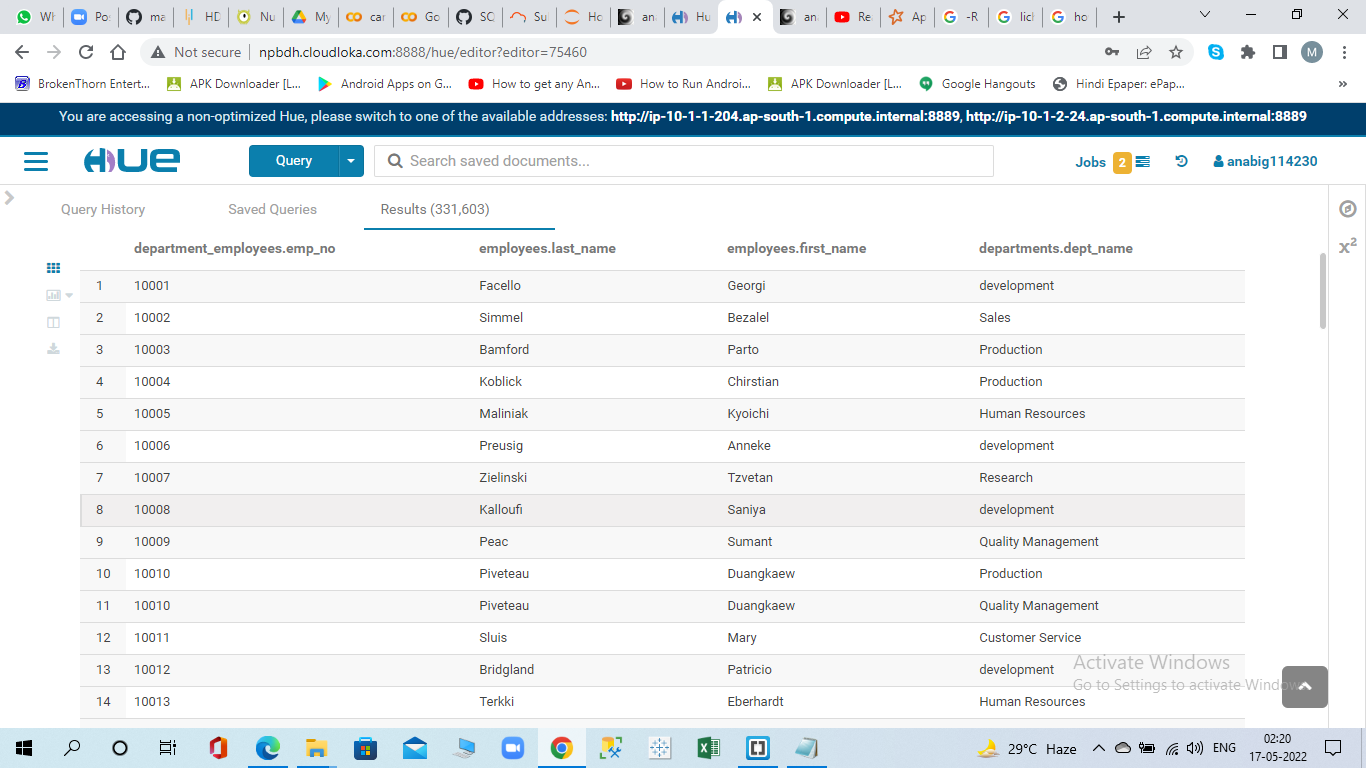 Wh
Po:
ma
HD
Nu
My
car
Go
SQ
Su
Ho
an
Hu
an
Re
Ap
-R
licl
ho
Not secure | npbdh.cloudloka.com:8888/hue/editor?editor=75460
M
BrokenThorn Entert... APK Downloader [L... Android Apps on G... How to get any An... How to Run Androi... APK Downloader [L... Google Hangouts Hindi Epaper: ePap... »
You are accessing a non-optimized Hue, please switch to one of the available addresses: http://ip-10-1-1-204.ap-south-1.compute.internal:8889, http://ip-10-1-2-24.ap-south-1.compute.internal:8889
HUE Query Search saved documents... Jobs 2 anabig114230
Query History Saved Queries Results (331,603)
x²
department_employees.emp_no employees.last_name employees.first_name departments.dept_name
1 10001 Facello Georgi development
2 10002 Simmel Bezalel Sales
3 10003 Bamford Parto Production
4 10004 Koblick Chirstian Production
5 10005 Maliniak Kyoichi Human Resources
6 10006 Preusig Anneke development
7 10007 Zielinski Tzvetan Research
8 10008 Kalloufi Saniya development
9 10009 Peac Sumant Quality Management
10 10010 Piveteau Duangkaew Production
11 10010 Piveteau Duangkaew Quality Management
12 10011 Sluis Mary Customer Service
13 10012 Bridgland Patricio development
14 10013 Terkki Eberhardt Human Resources
Activate Windows
Go to Settings to activate Windows
29°C Haze ENG 02:20
17-05-2022